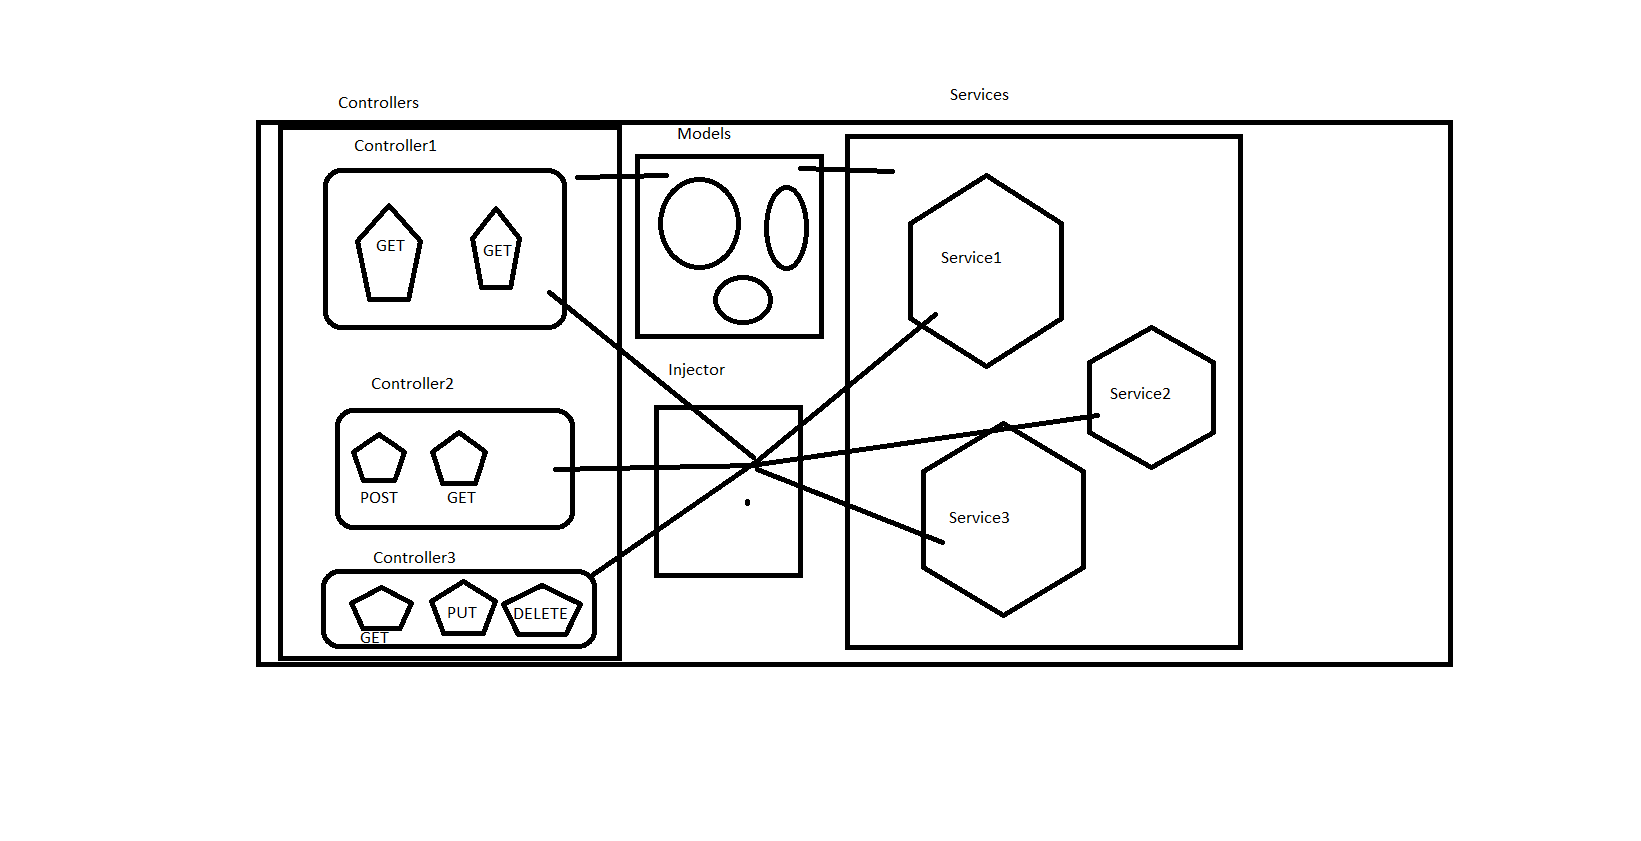 Controllers
Services
Models
Controller1
GET
GET
Service1
Injector
Controller2
Service2
POST
GET
Service3
Controller3
GET
PUT
DELETE